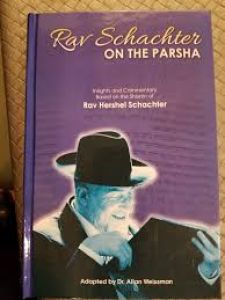 Rav Schachter
ON THE PARSHA
Insights and Commentary
Based on the Shiurim of
Rav Hershel Schachter
Adapted by Dr. Allan Weissman